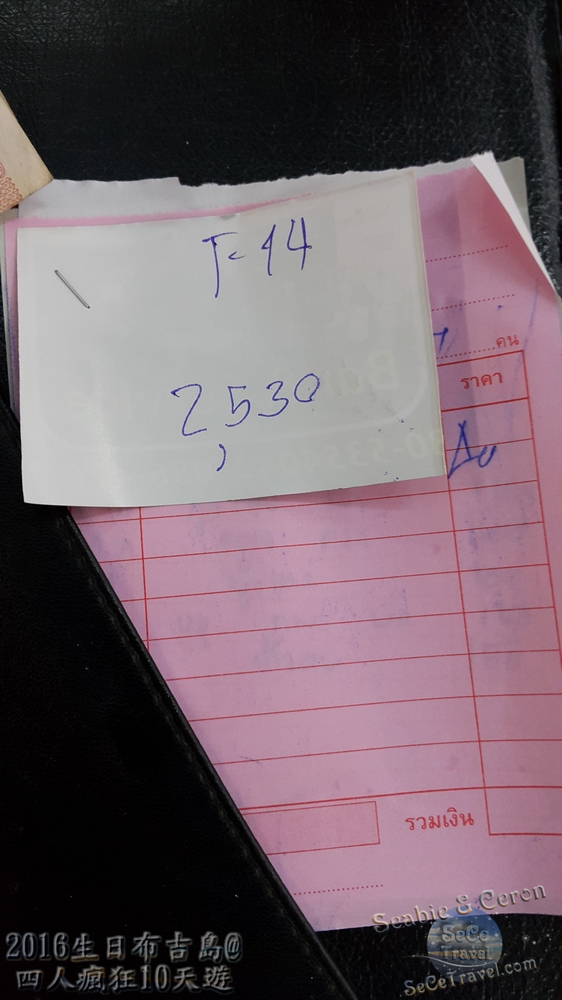 F-14
คน
ราคา
2,530
รวมเงิน
Seabie & Ceron
SeCe
Travel
SeCeTravel.com
2016生日布吉島@
四人瘋狂10天遊